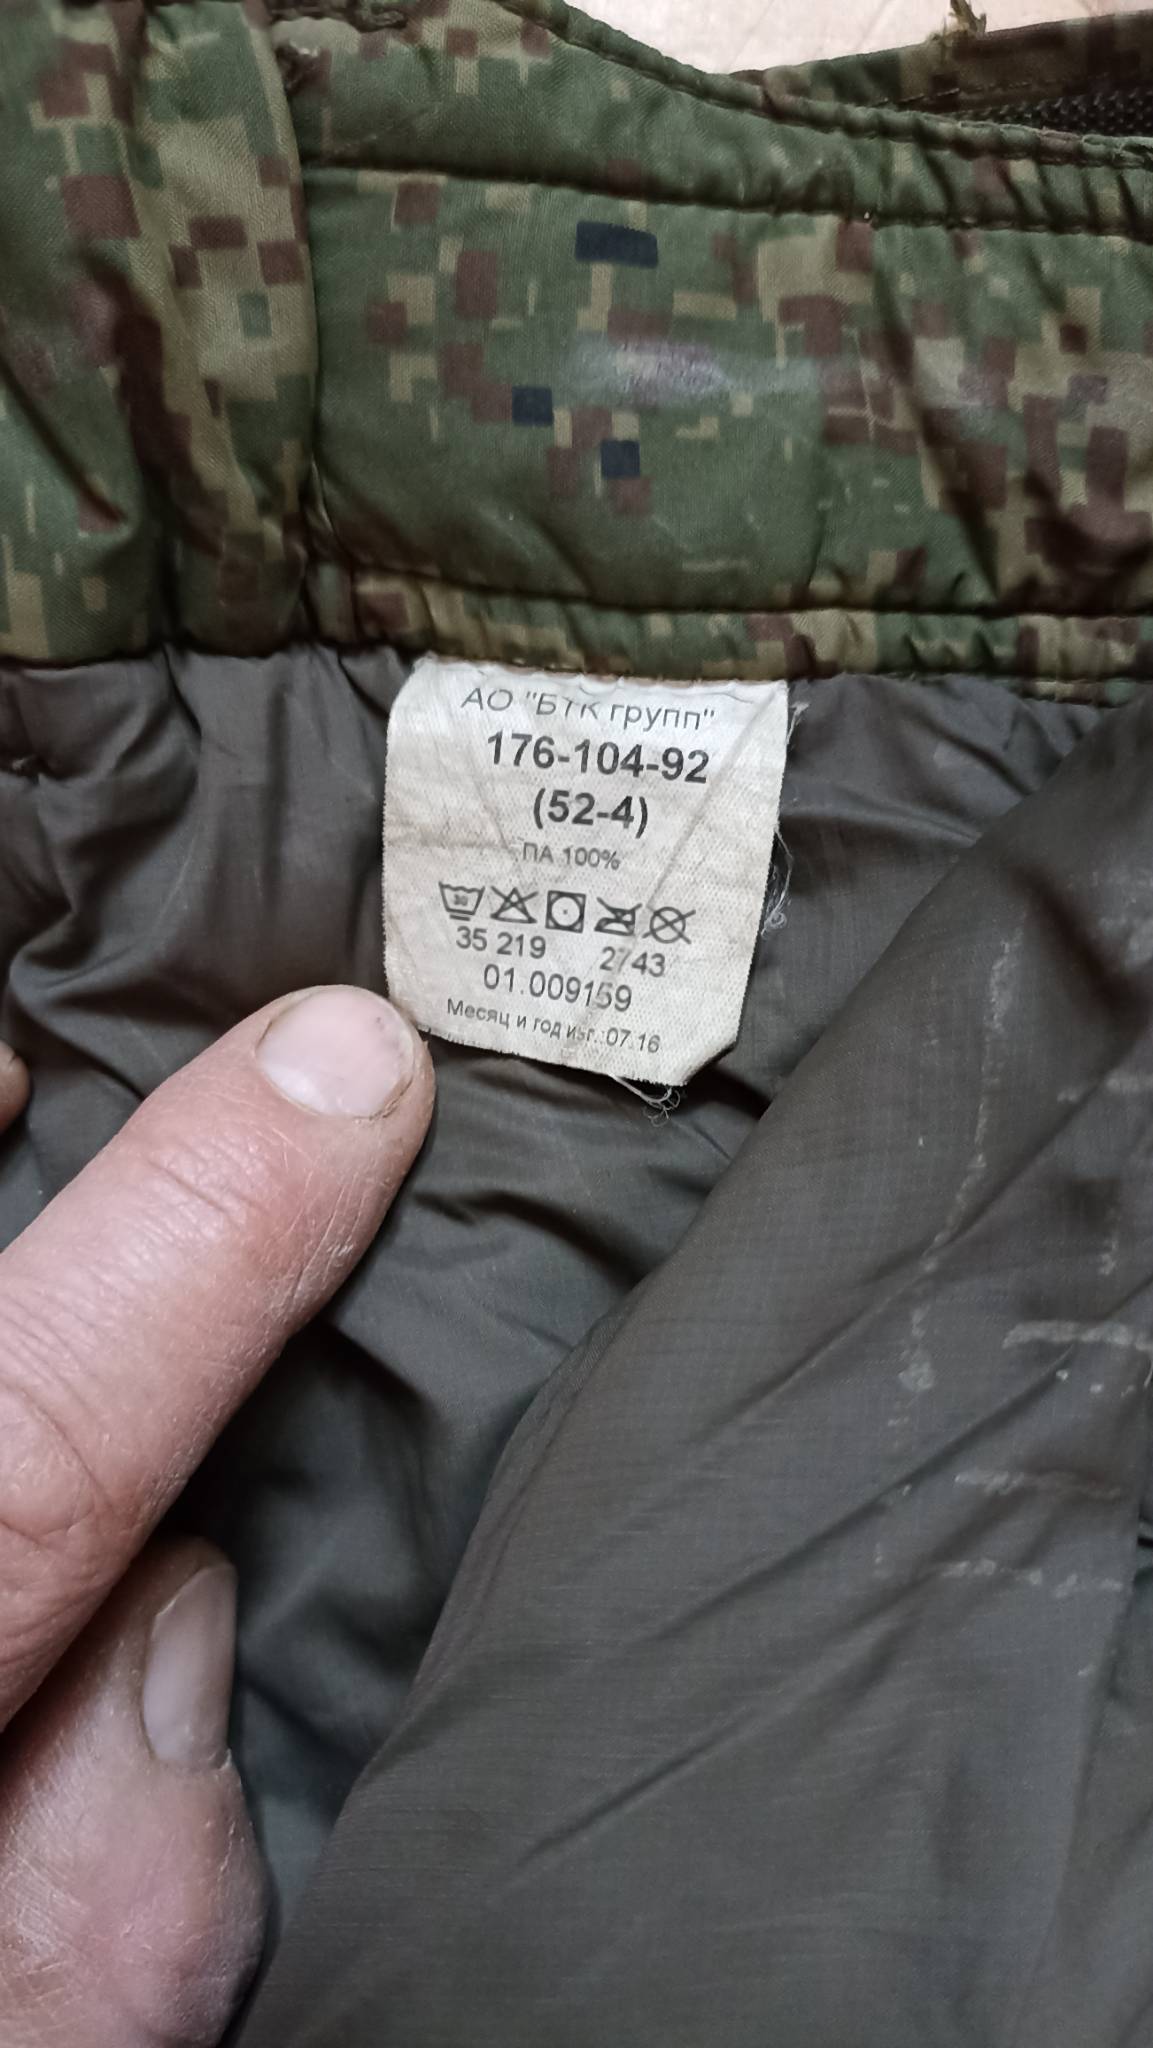 АО "БТК групп"
176-104-92
(52-4)
ПА 100%
30
35 219 2743
01.009159
Месяц и год изг.:07.16